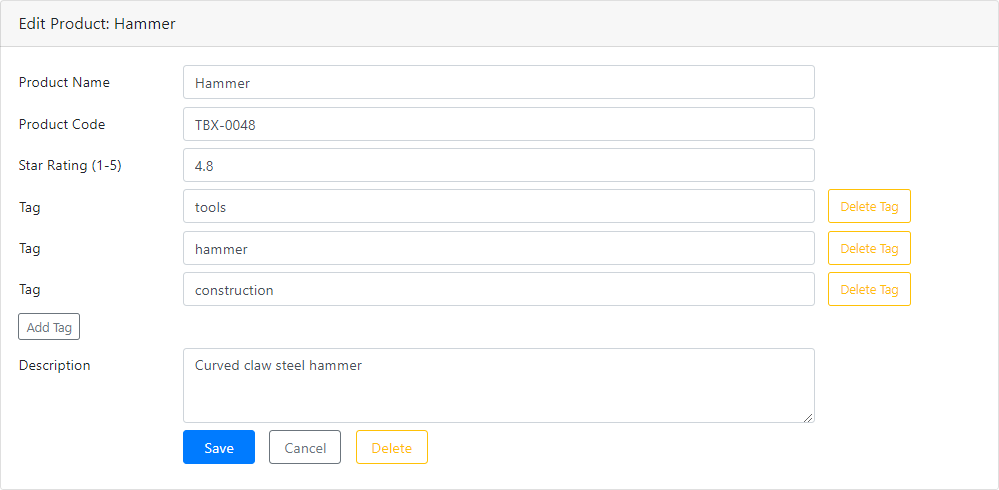 Edit Product: Hammer
Product Name Hammer
Product Code TBX-0048
Star Rating (1-5) 4.8
Tag tools Delete Tag
Tag hammer Delete Tag
Tag construction Delete Tag
Add Tag
Description Curved claw steel hammer
Save Cancel Delete